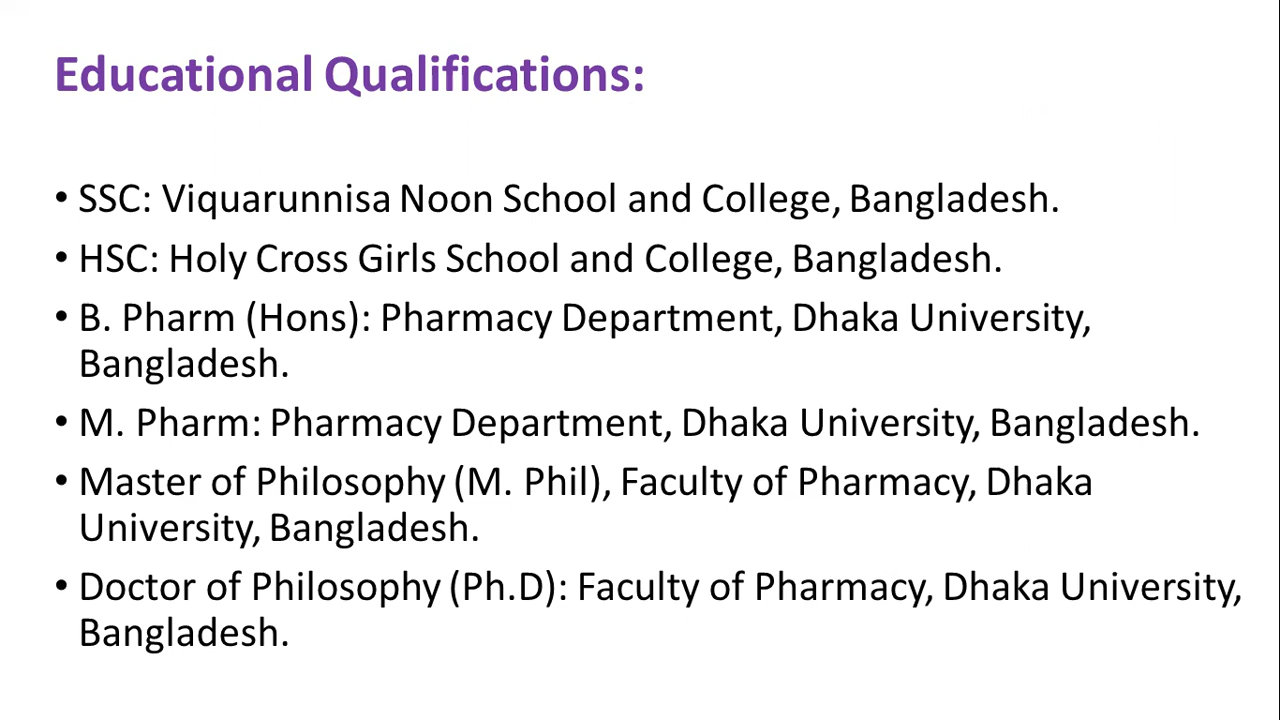 Educational Qualifications:
• SSC: Viquarunnisa Noon School and College, Bangladesh.
• HSC: Holy Cross Girls School and College, Bangladesh.
• B. Pharm (Hons): Pharmacy Department, Dhaka University,
Bangladesh.
• M. Pharm: Pharmacy Department, Dhaka University, Bangladesh.
• Master of Philosophy (M. Phil), Faculty of Pharmacy, Dhaka
University, Bangladesh.
• Doctor of Philosophy (Ph.D): Faculty of Pharmacy, Dhaka University,
Bangladesh.